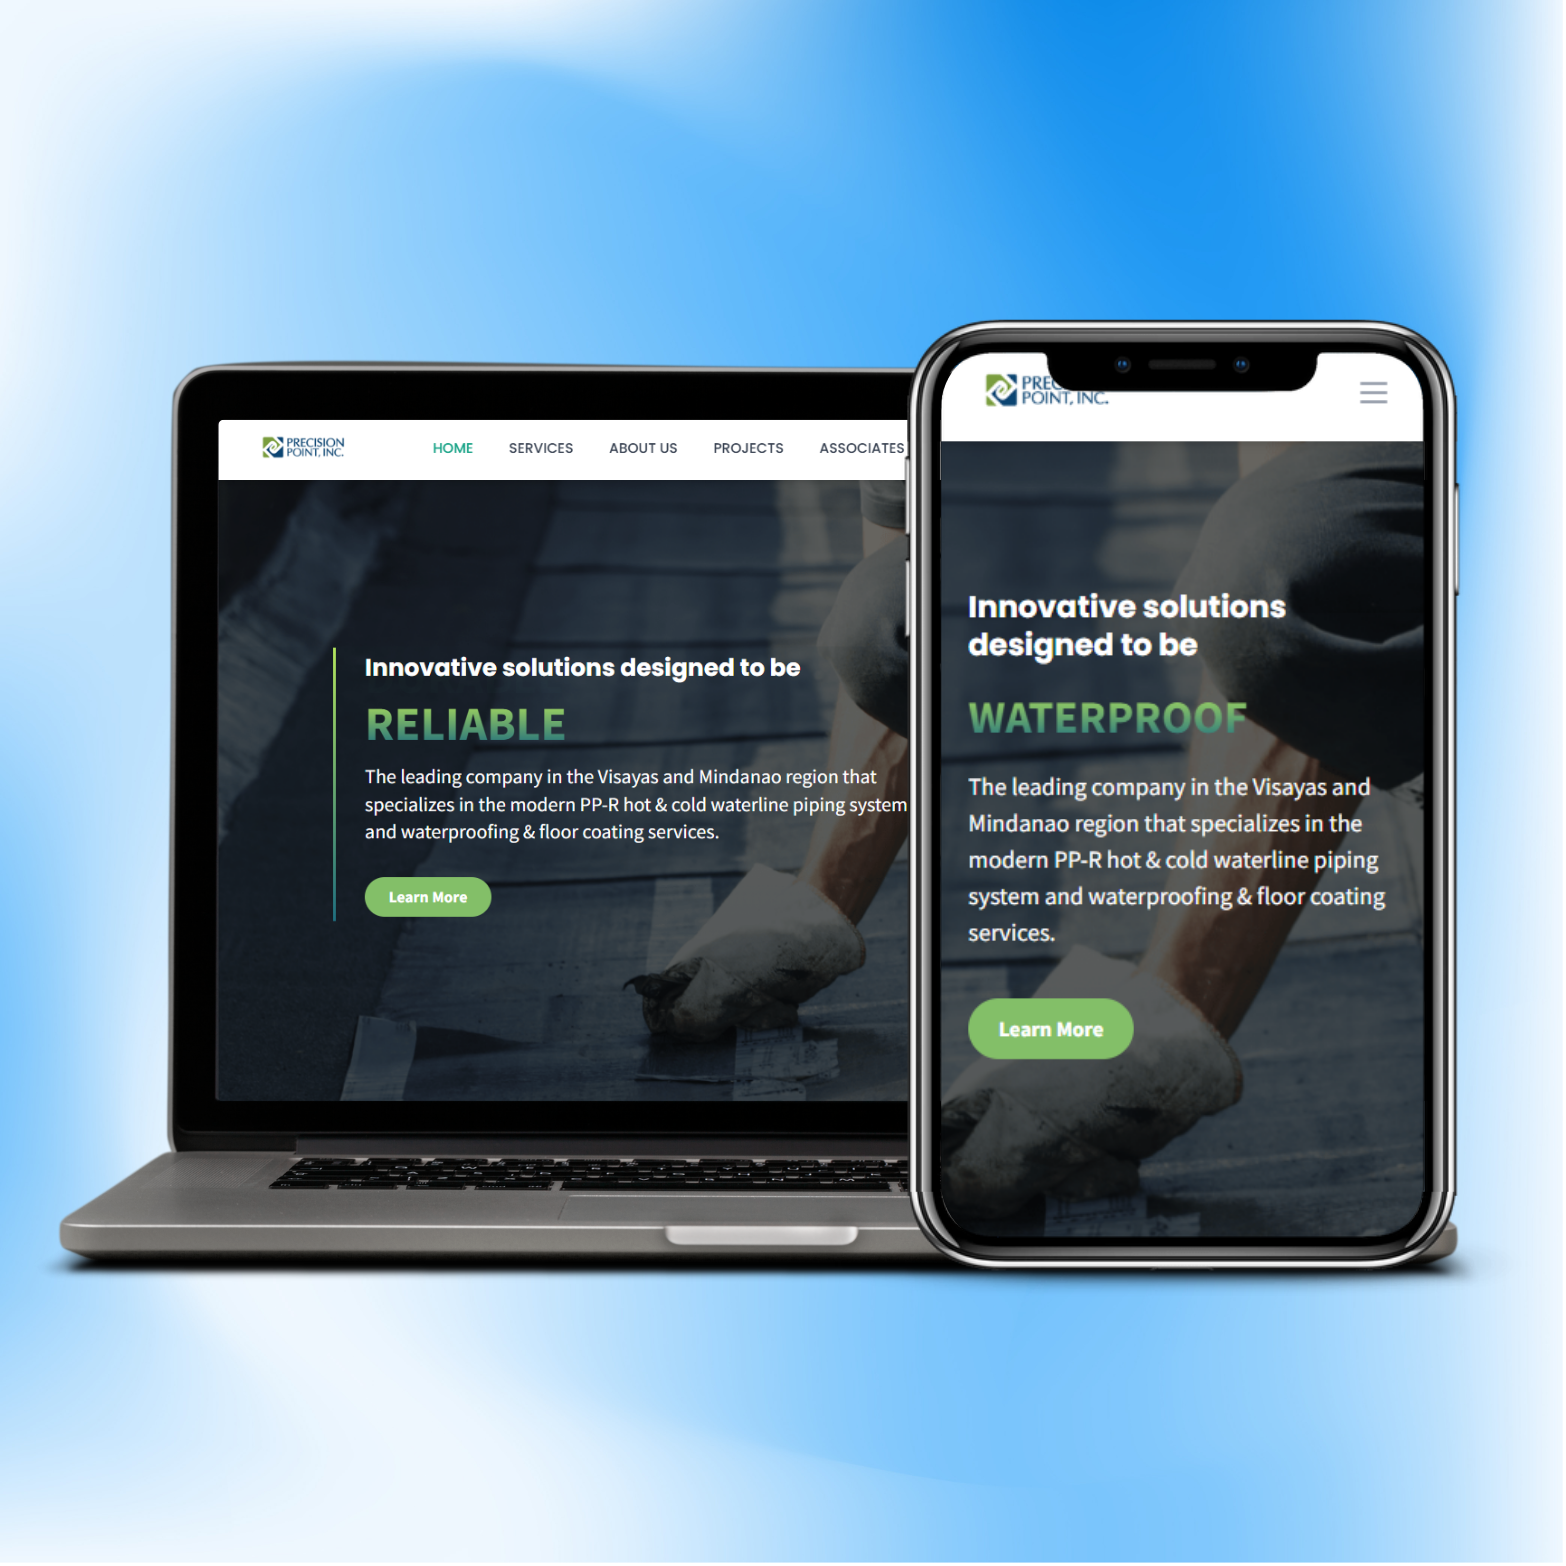 PRECISION
POINT, INC.
HOME SERVICES ABOUT US PROJECTS ASSOCIATES
Innovative solutions designed to be
RELIABLE
The leading company in the Visayas and Mindanao region that
specializes in the modern PP-R hot & cold waterline piping system
and waterproofing & floor coating services.
Learn More
POINT, INC.
Innovative solutions
designed to be
WATERPROOF
The leading company in the Visayas and
Mindanao region that specializes in the
modern PP-R hot & cold waterline piping
system and waterproofing & floor coating
services.
Learn More